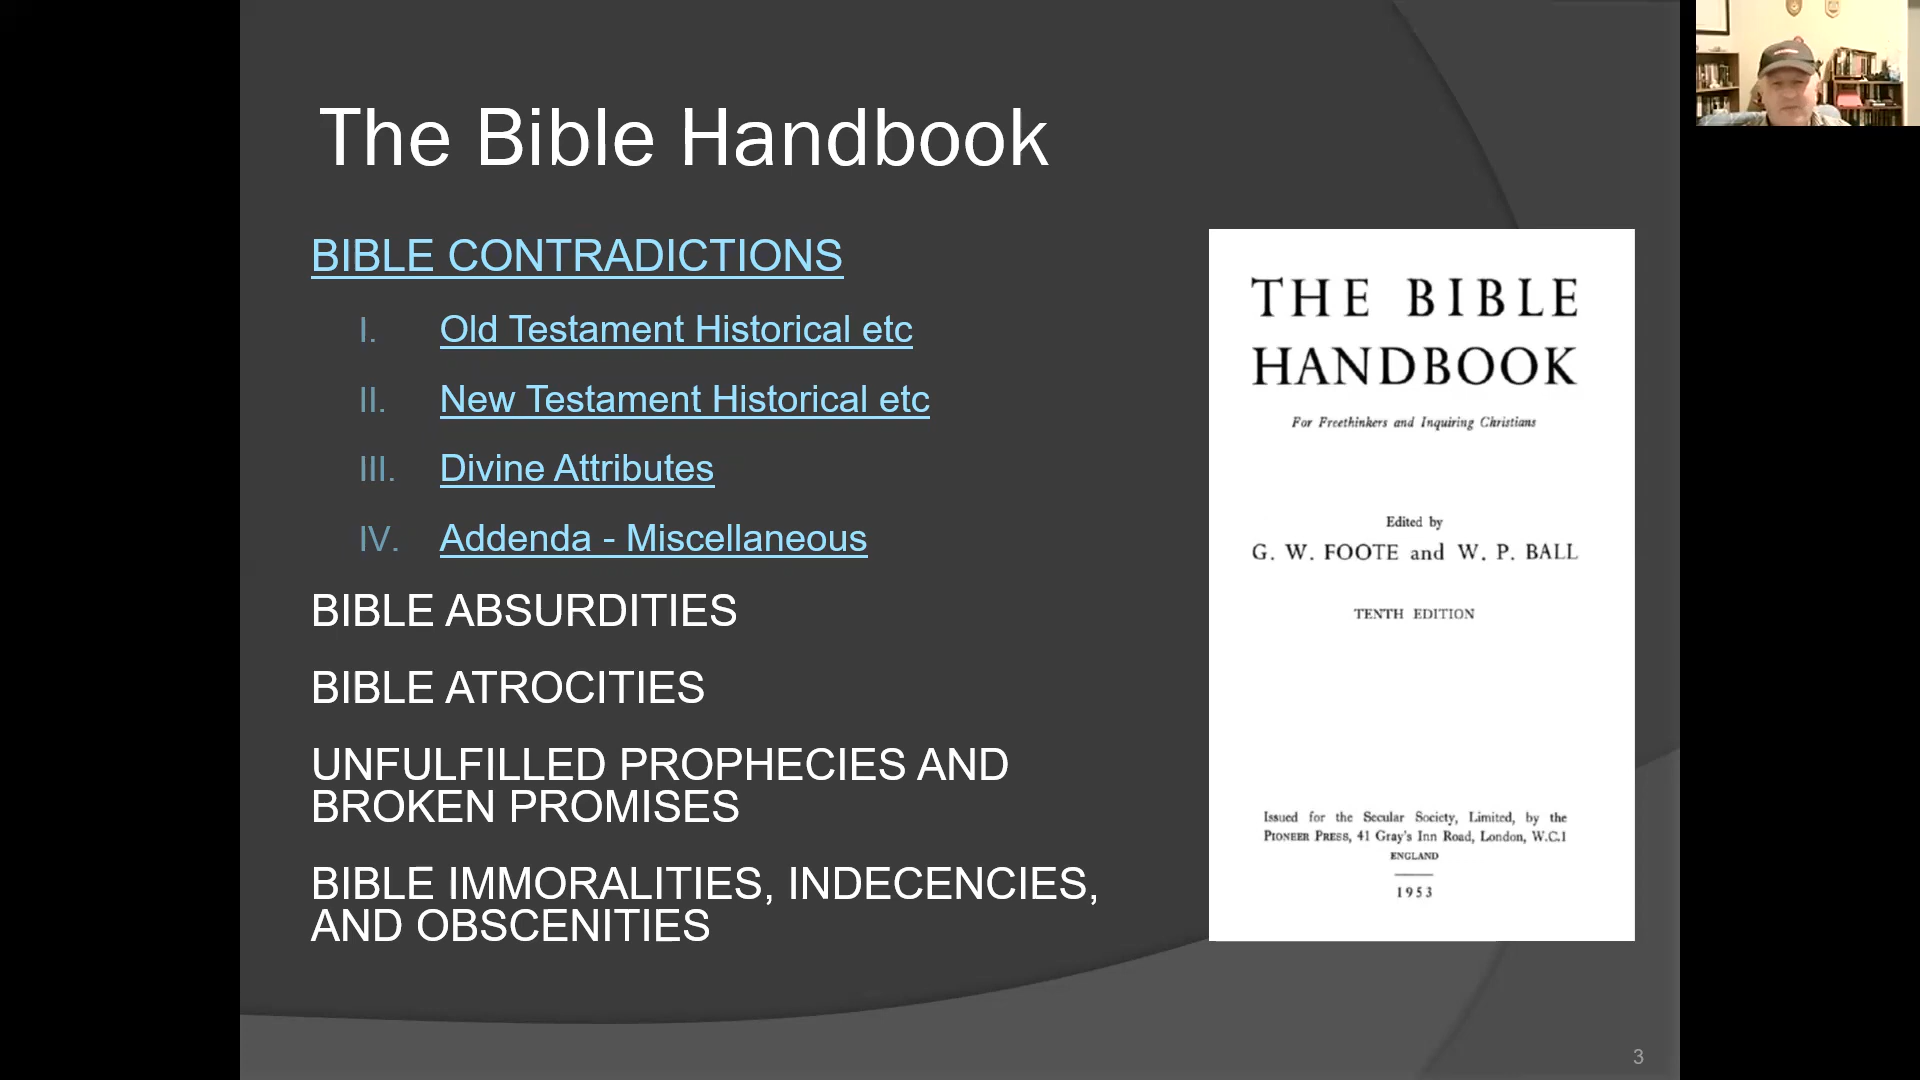 The Bible Handbook
BIBLE CONTRADICTIONS
I. Old Testament Historical etc
II. New Testament Historical etc
III. Divine Attributes
IV. Addenda - Miscellaneous
BIBLE ABSURDITIES
BIBLE ATROCITIES
UNFULFILLED PROPHECIES AND
BROKEN PROMISES
BIBLE IMMORALITIES, INDECENCIES,
AND OBSCENITIES
THE BIBLE
HANDBOOK
For Freethinkers and Inquiring Christians
Edited by
G. W. FOOTE and W. P. BALL
TENTH EDITION
Issued for the Secular Society, Limited, by the
PIONEER PRESS, 41 Gray's Inn Road, London, W.C.1
ENGLAND
1953
3